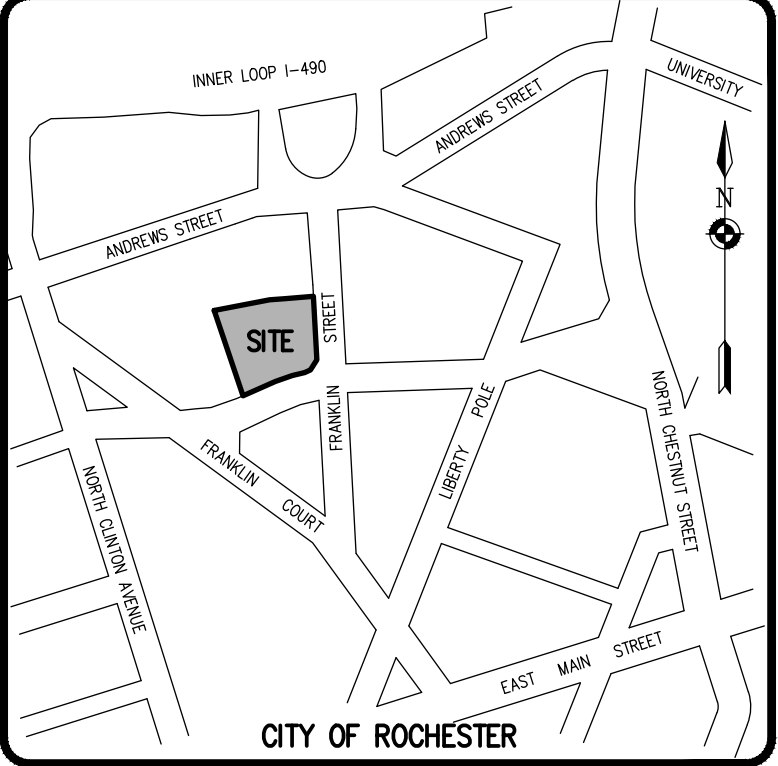 INNER LOOP I-490
UNIVERSITY
ANDREWS STREET
N
ANDREWS STREET
SITE
STREET
FRANKLIN
POLE
LIBERTY
NORTH CHESTNUT STREET
FRANKLIN
COURT
NORTH CLINTON AVENUE
EAST MAIN STREET
CITY OF ROCHESTER